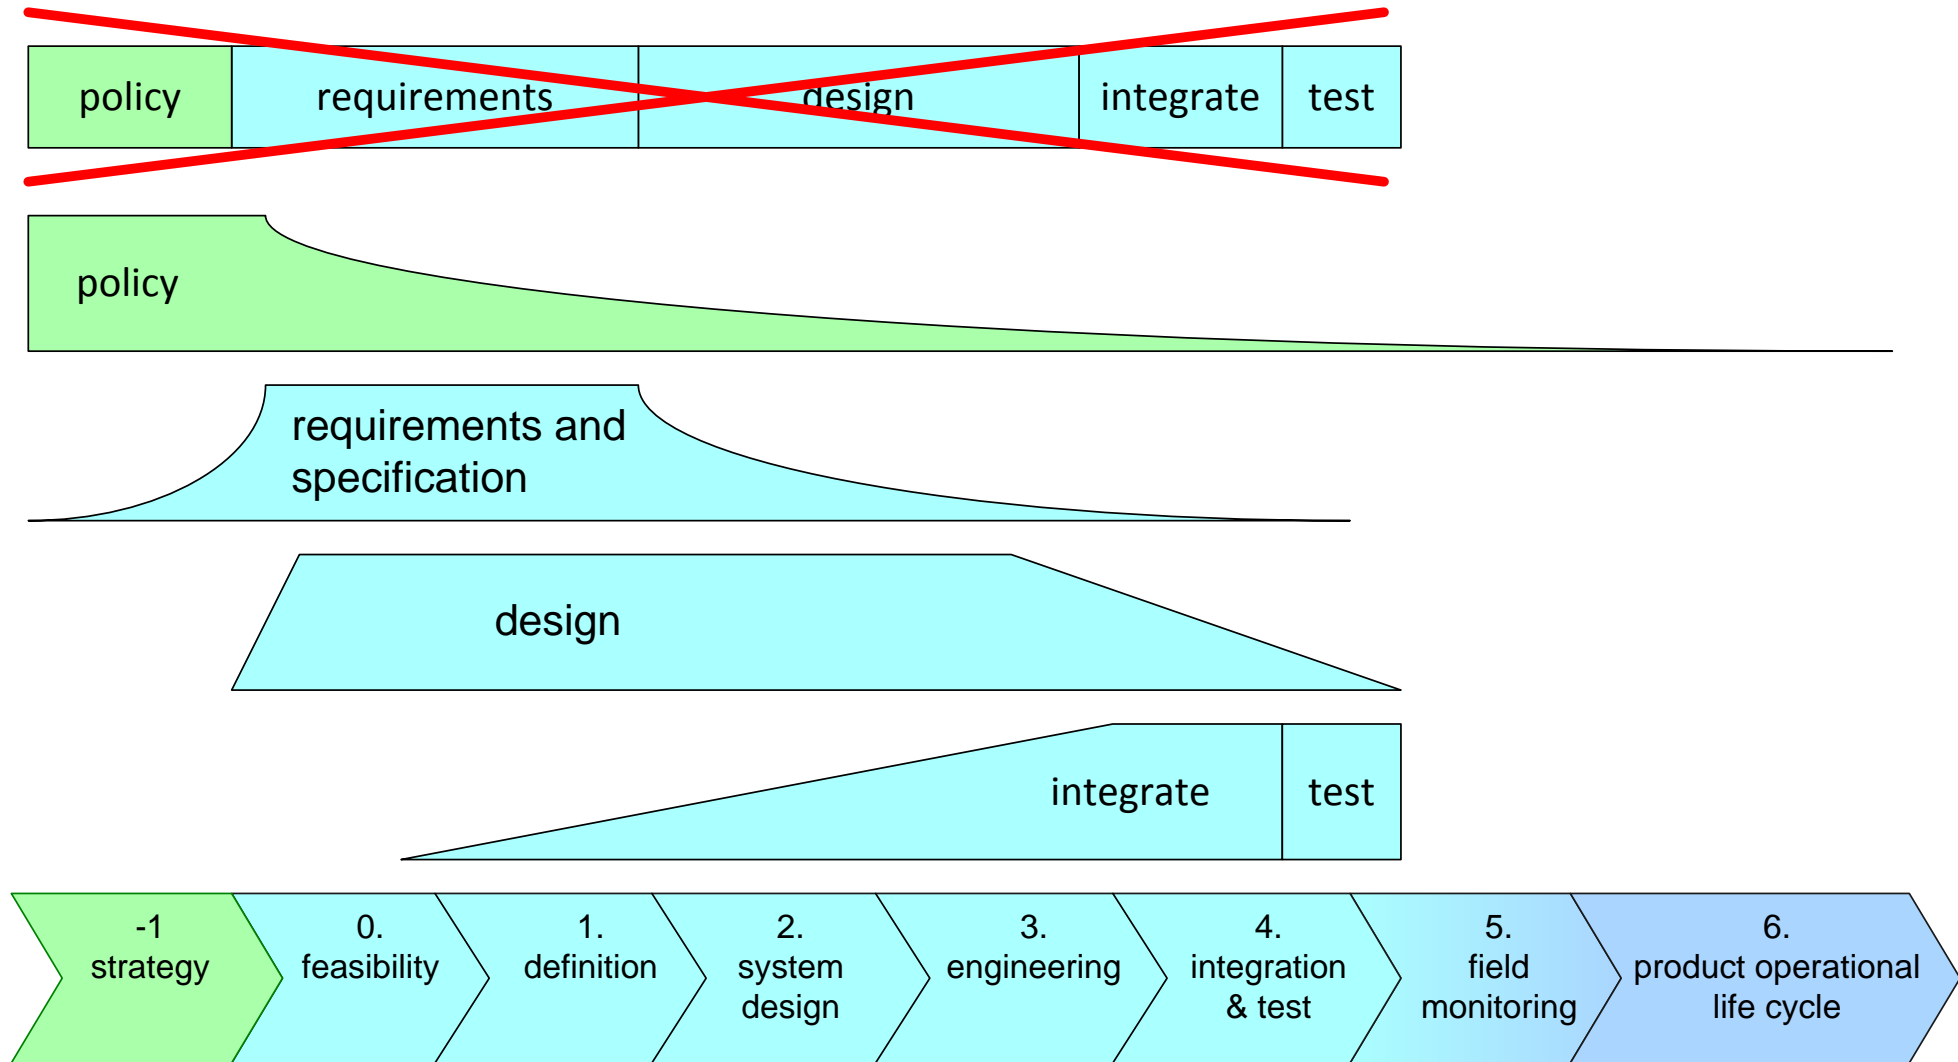 policy requirements design integrate test
policy
requirements and
specification
design
integrate test
-1
strategy
0.
feasibility
1.
definition
2.
system
design
3.
engineering
4.
integration
& test
5.
field
monitoring
6.
product operational
life cycle